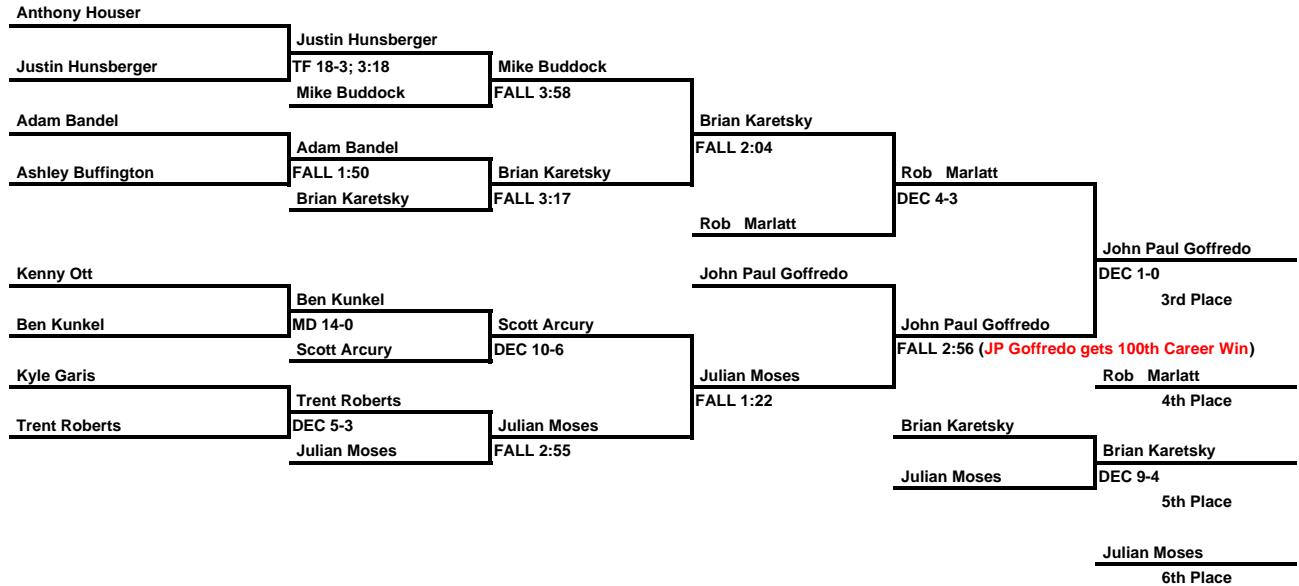 Anthony Houser
Justin Hunsberger
Justin Hunsberger
TF 18-3; 3:18
Mike Buddock
Mike Buddock
FALL 3:58
Adam Bandel
Brian Karetsky
Adam Bandel
FALL 2:04
Ashley Buffington
FALL 1:50
Brian Karetsky
Rob Marlatt
Brian Karetsky
FALL 3:17
DEC 4-3
Rob Marlatt
John Paul Goffredo
Kenny Ott
John Paul Goffredo
DEC 1-0
Ben Kunkel
3rd Place
Ben Kunkel
MD 14-0
Scott Arcury
John Paul Goffredo
Scott Arcury
DEC 10-6
FALL 2:56 (JP Goffredo gets 100th Career Win)
Kyle Garis
Julian Moses
Rob Marlatt
Trent Roberts
FALL 1:22
4th Place
Trent Roberts
DEC 5-3
Julian Moses
Brian Karetsky
Julian Moses
FALL 2:55
Brian Karetsky
Julian Moses
DEC 9-4
5th Place
Julian Moses
6th Place